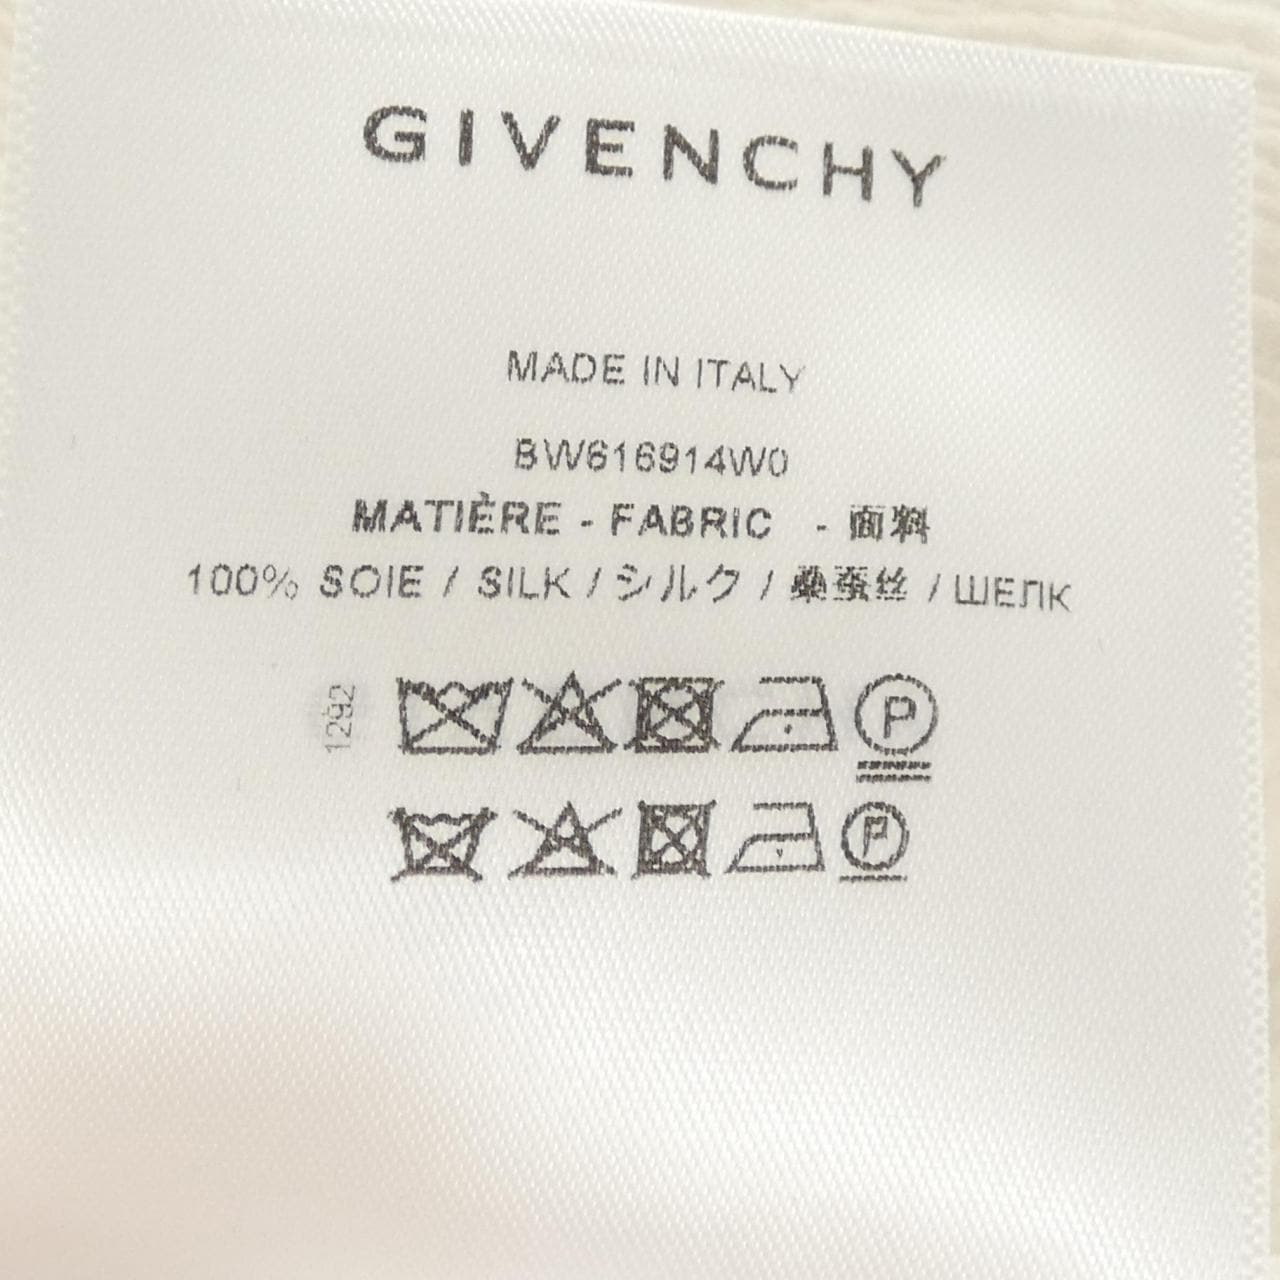 GIVENCHY
MADE IN ITALY
BW616914W0
MATIÈRE - FABRIC - 面料
100% SOIE / SILK / シルク / 桑蚕丝 / ШЕЛК
1292
P
P